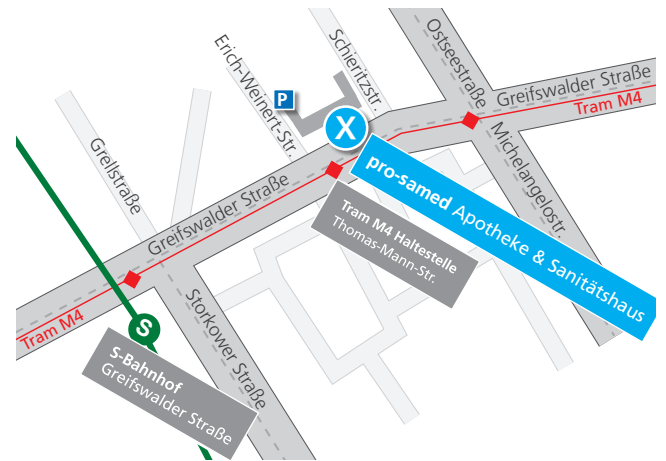 Ostseestraße
Schieritzstr.
Erich-Weinert-Str.
P
Greifswalder Straße
Tram M4
X
Michelangelostr.
Grellstraße
pro-samed Apotheke & Sanitätshaus
Greifswalder Straße
Tram M4 Haltestelle
Thomas-Mann-Str.
Tram M4
S
S-Bahnhof
Greifswalder Straße
Storkower Straße